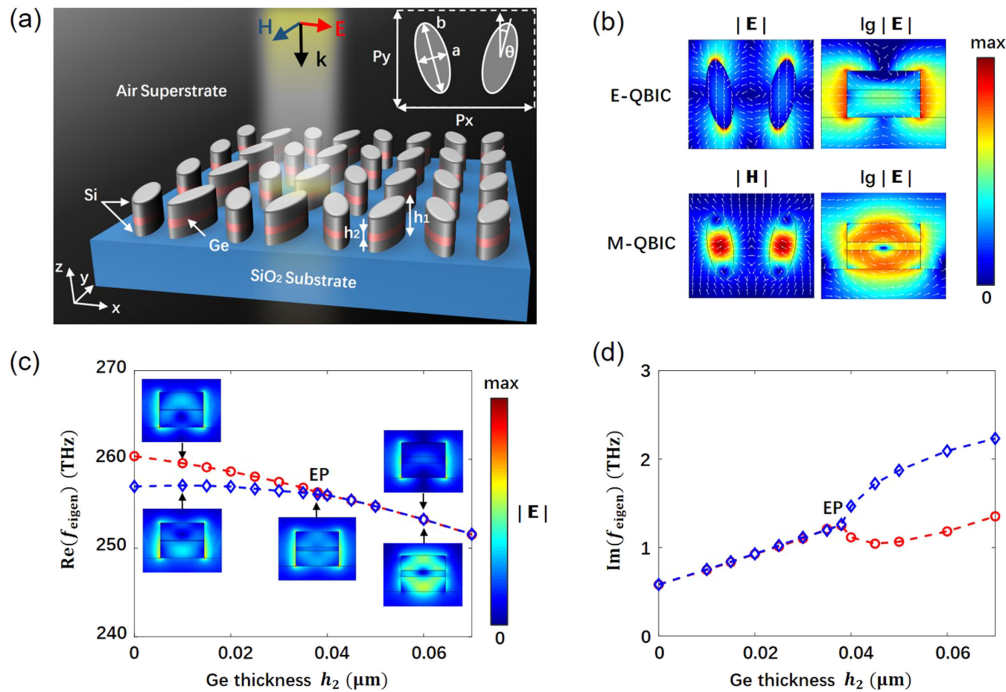 (a)
H
E
k
b
a
θ
Py
Px
Air Superstrate
Si
Ge
h₁
h₂
SiO₂ Substrate
z
y
x
(b)
| E |
lg | E |
E-QBIC
| H |
lg | E |
M-QBIC
max
0
(c)
Re(f_eigen) (THz)
270
260
250
240
EP
0
0.02
0.04
0.06
Ge thickness h₂ (μm)
max
| E |
0
(d)
Im(f_eigen) (THz)
3
2
1
0
EP
0
0.02
0.04
0.06
Ge thickness h₂ (μm)